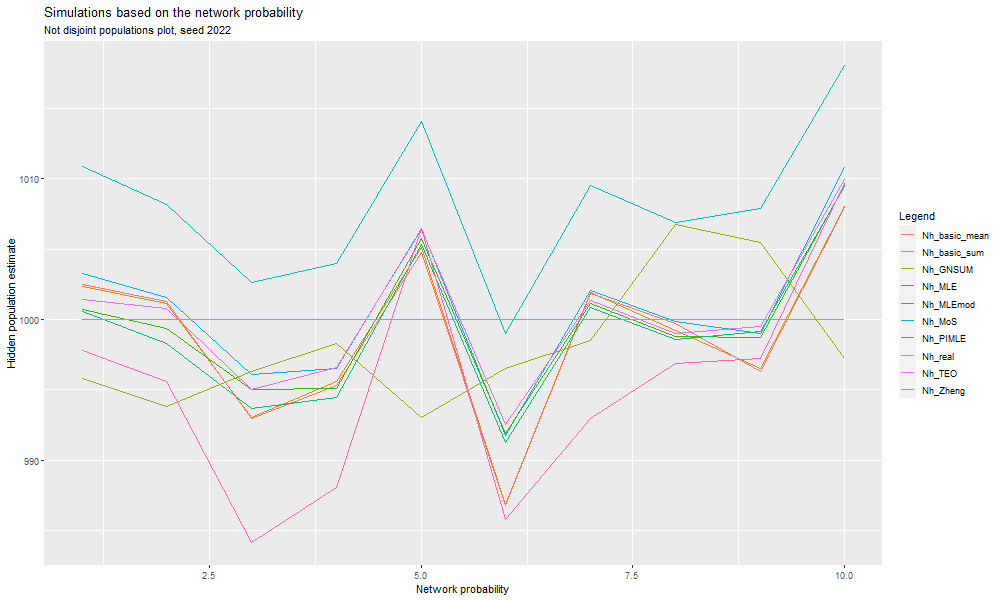 Simulations based on the network probability
Not disjoint populations plot, seed 2022
Hidden population estimate
1010
1000
990
2.5
5.0
7.5
10.0
Network probability
Legend
Nh_basic_mean
Nh_basic_sum
Nh_GNSUM
Nh_MLE
Nh_MLEmod
Nh_MoS
Nh_PIMLE
Nh_real
Nh_TEO
Nh_Zheng